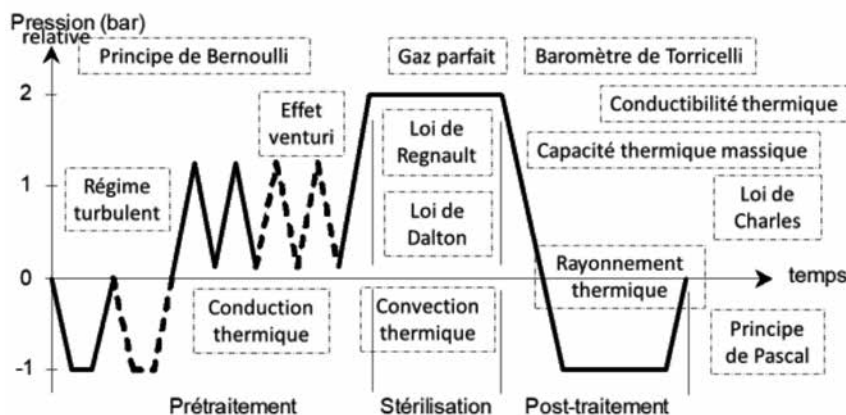 Pression (bar)
relative
Principe de Bernoulli
Gaz parfait
Baromètre de Torricelli
2
Effet
venturi
Loi de
Regnault
Conductibilité thermique
Capacité thermique massique
1
Régime
turbulent
Loi de
Dalton
Loi de
Charles
0
Rayonnement
thermique
temps
Conduction
thermique
Convection
thermique
Principe
de Pascal
-1
Prétraitement
Stérilisation
Post-traitement